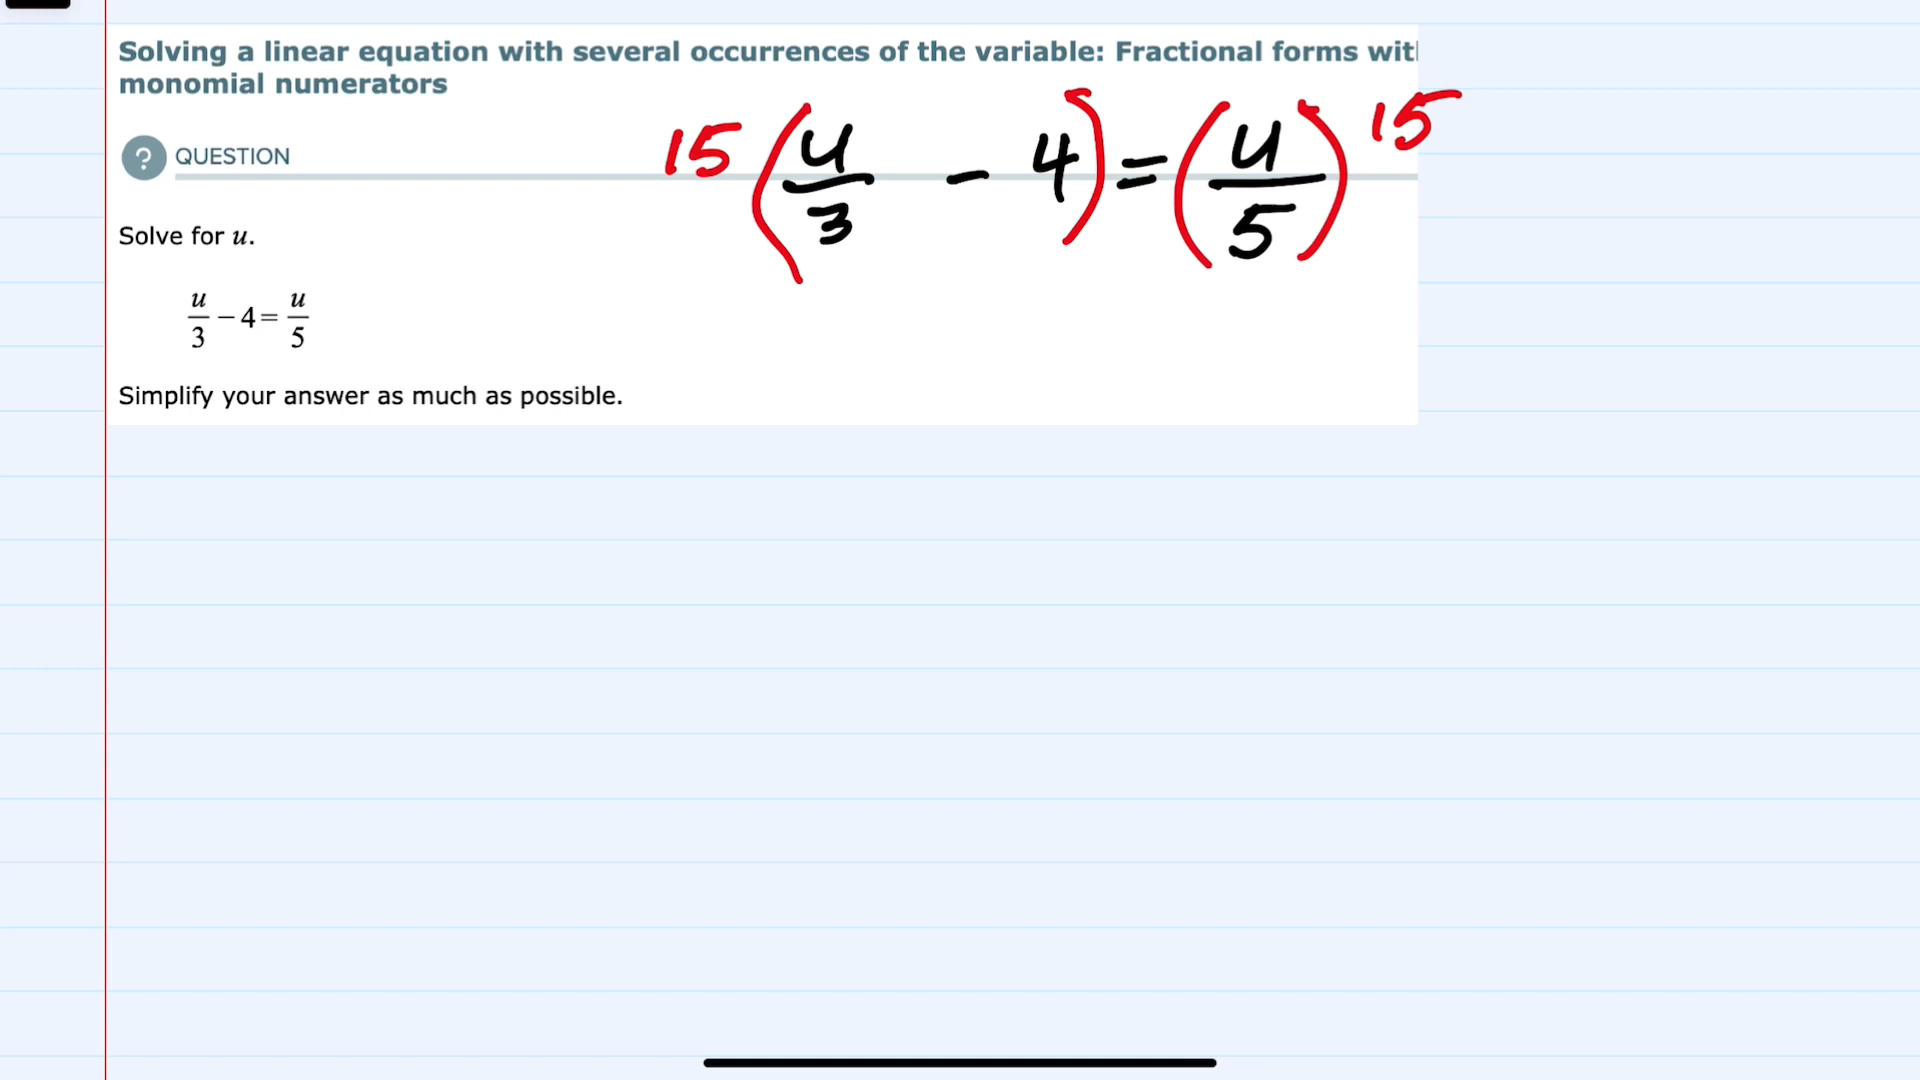 Solving a linear equation with several occurrences of the variable: Fractional forms wit
monomial numerators
? QUESTION
15 (u/3 - 4) = (u/5) 15
Solve for u.
u/3 − 4 = u/5
Simplify your answer as much as possible.